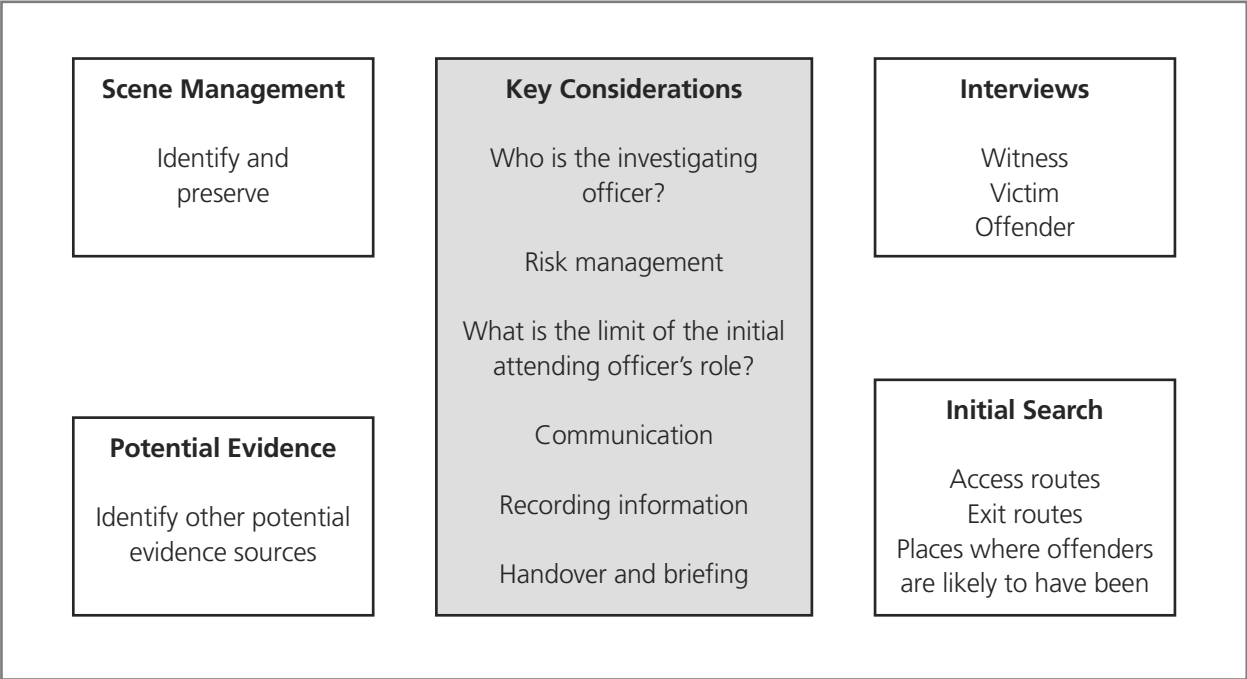 Scene Management
Identify and
preserve
Potential Evidence
Identify other potential
evidence sources
Key Considerations
Who is the investigating
officer?
Risk management
What is the limit of the initial
attending officer’s role?
Communication
Recording information
Handover and briefing
Interviews
Witness
Victim
Offender
Initial Search
Access routes
Exit routes
Places where offenders
are likely to have been